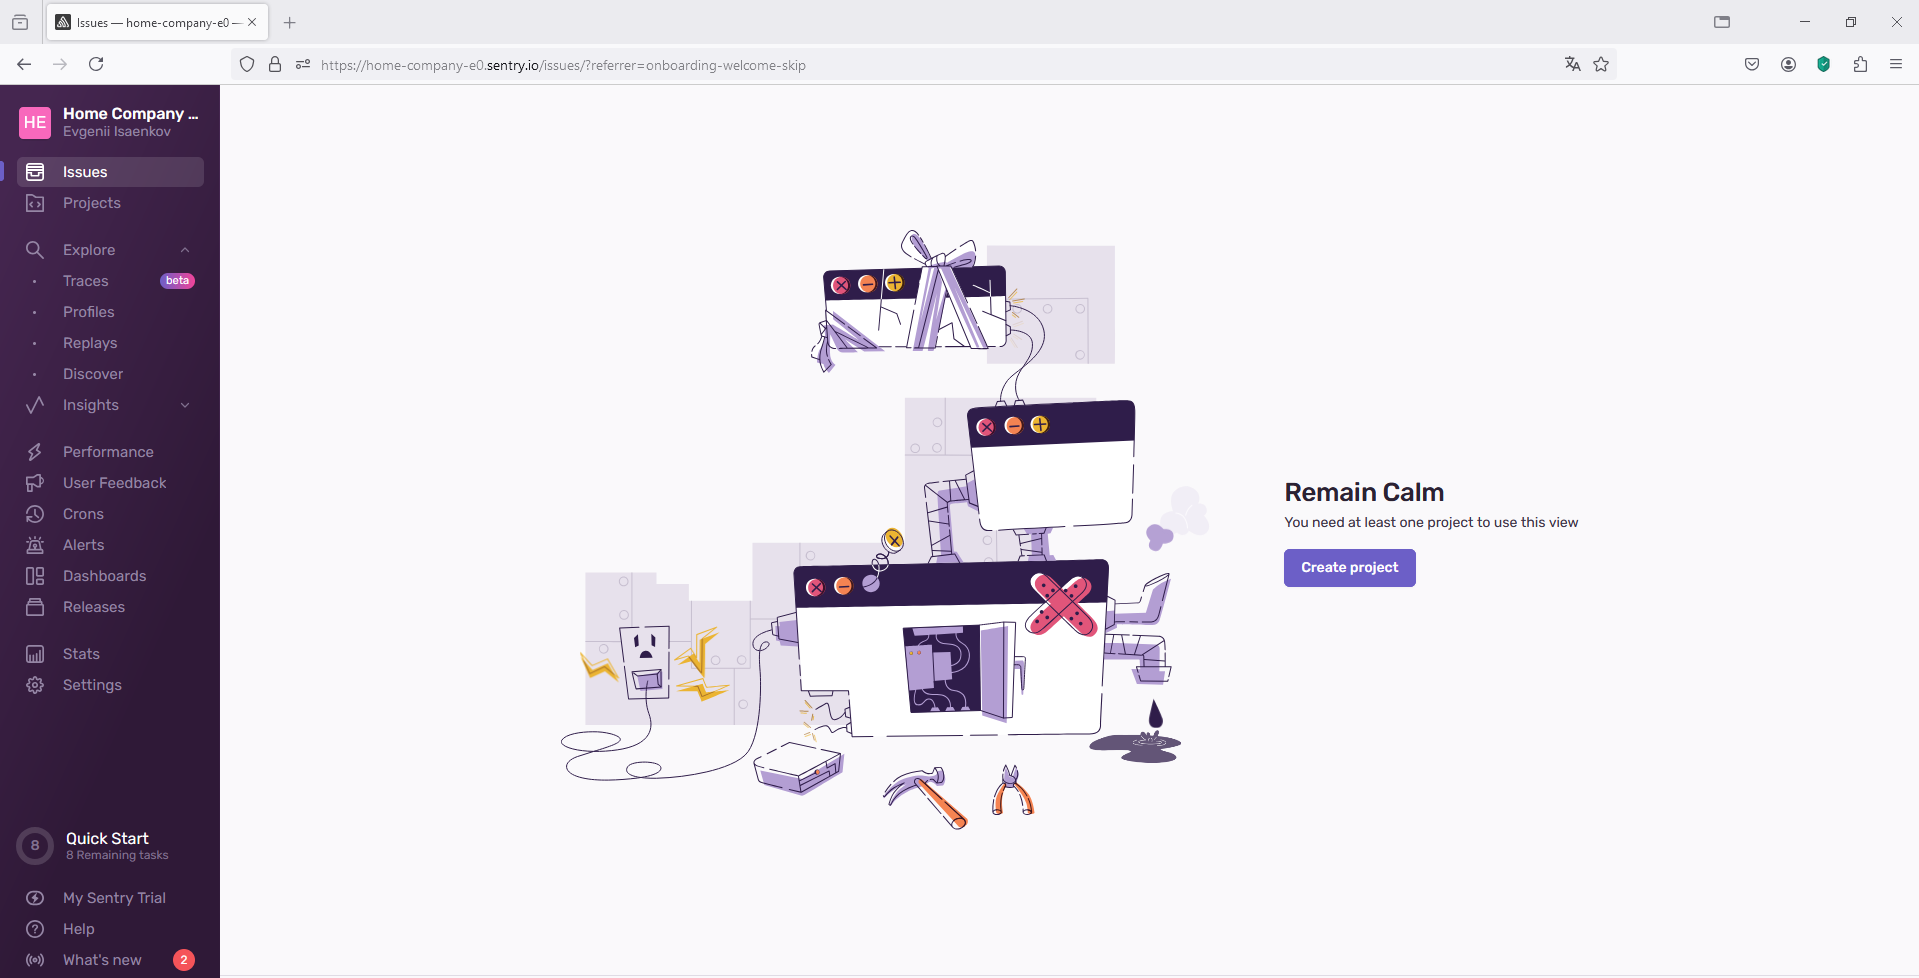 Issues — home-company-e0 —
https://home-company-e0.sentry.io/issues/?referrer=onboarding-welcome-skip
HE
Home Company ...
Evgenii Isaenkov
Issues
Projects
Explore
Traces
beta
Profiles
Replays
Discover
Insights
Performance
User Feedback
Crons
Alerts
Dashboards
Releases
Stats
Settings
8
Quick Start
8 Remaining tasks
My Sentry Trial
Help
What's new
2
Remain Calm
You need at least one project to use this view
Create project